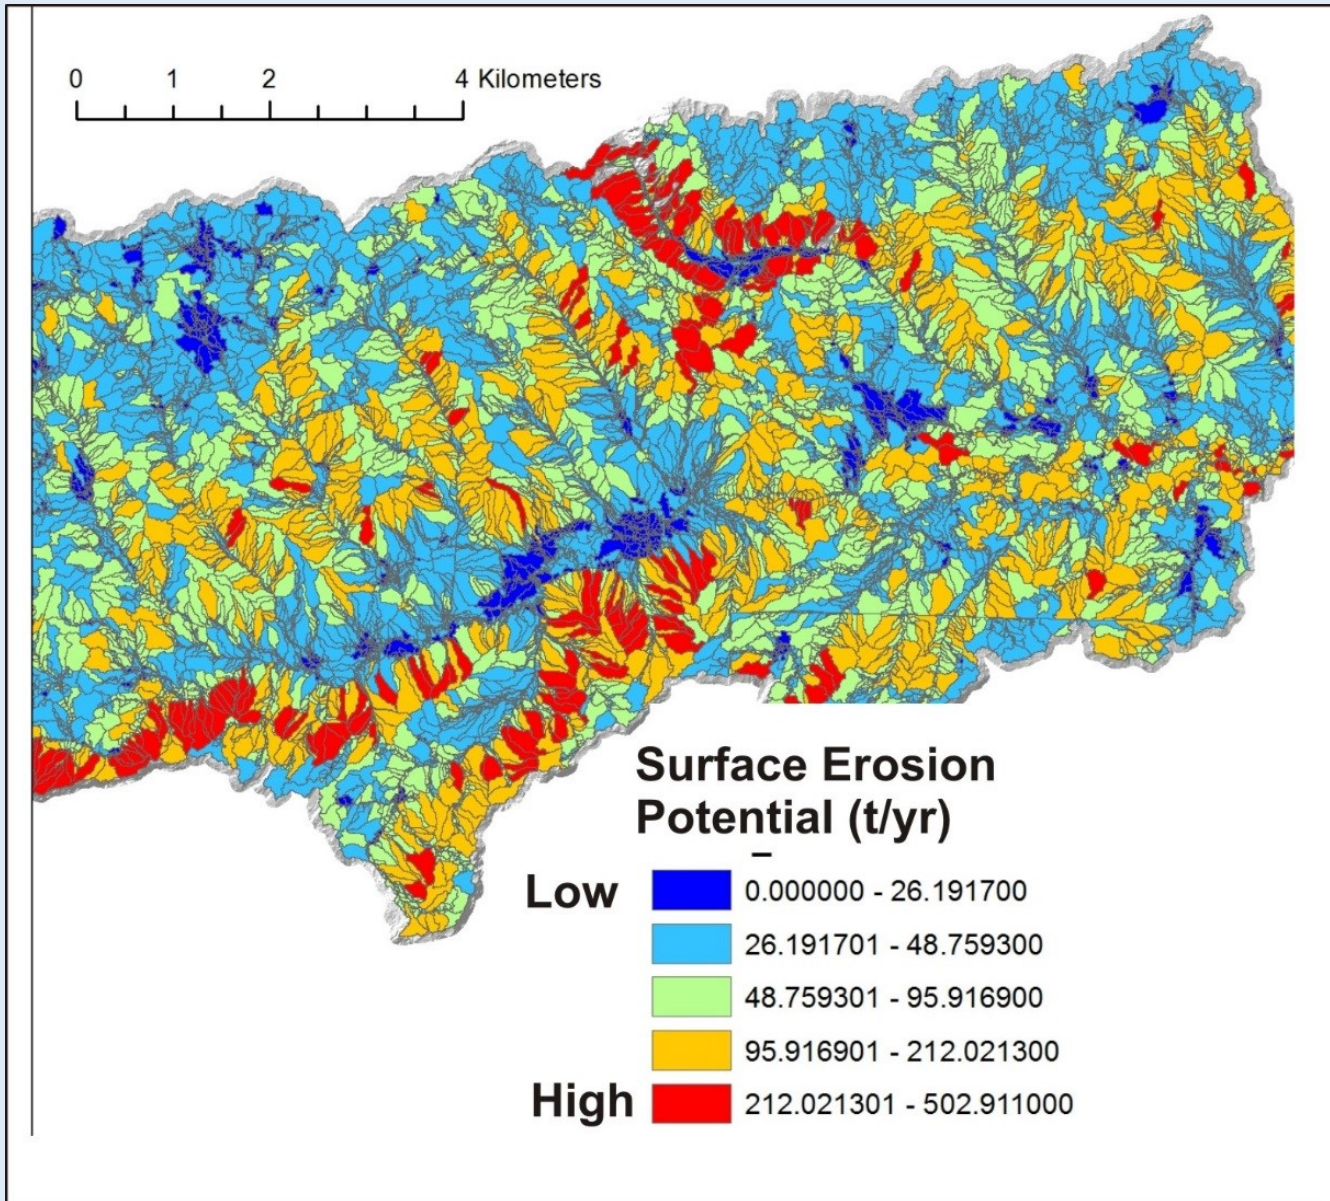 0 1 2 4 Kilometers
Surface Erosion
Potential (t/yr)
Low 0.000000 - 26.191700
26.191701 - 48.759300
48.759301 - 95.916900
95.916901 - 212.021300
High 212.021301 - 502.911000